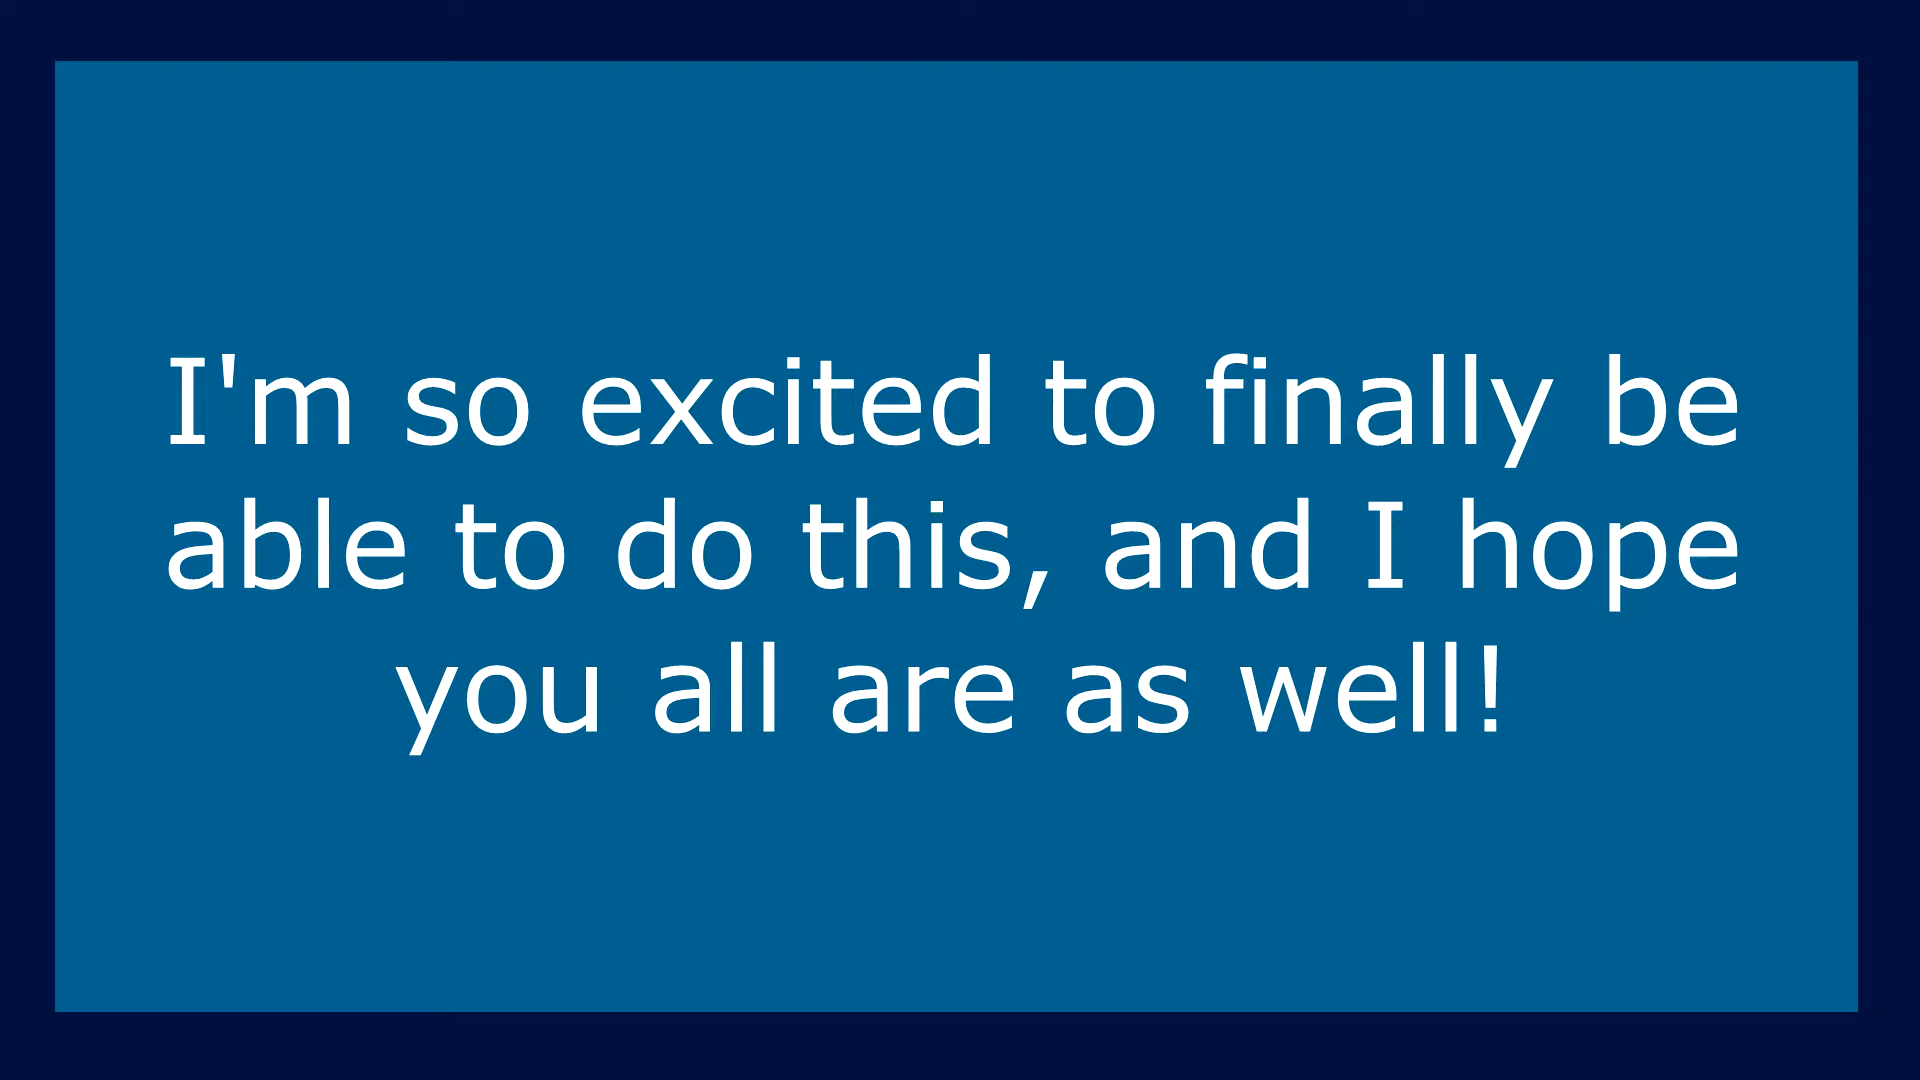 I'm so excited to finally be
able to do this, and I hope
you all are as well!